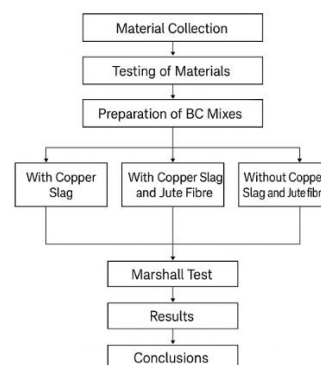 Material Collection
Testing of Materials
Preparation of BC Mixes
With Copper
Slag
With Copper Slag
and Jute Fibre
Without Copper
Slag and Jute fibr
Marshall Test
Results
Conclusions